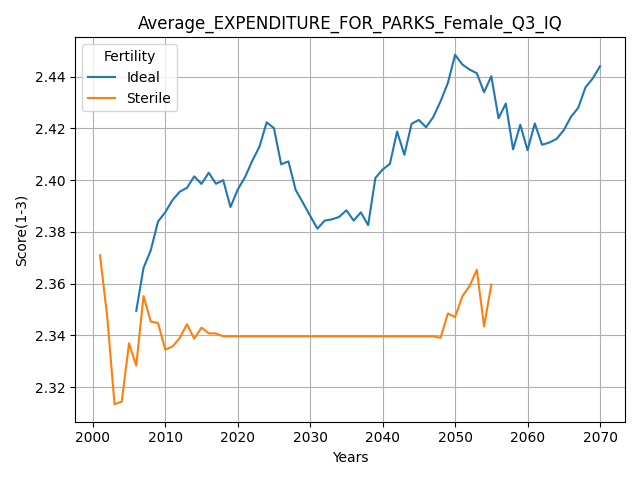 Average_EXPENDITURE_FOR_PARKS_Female_Q3_IQ
Fertility
Ideal
Sterile
Score(1-3)
2.44
2.42
2.40
2.38
2.36
2.34
2.32
2000 2010 2020 2030 2040 2050 2060 2070
Years